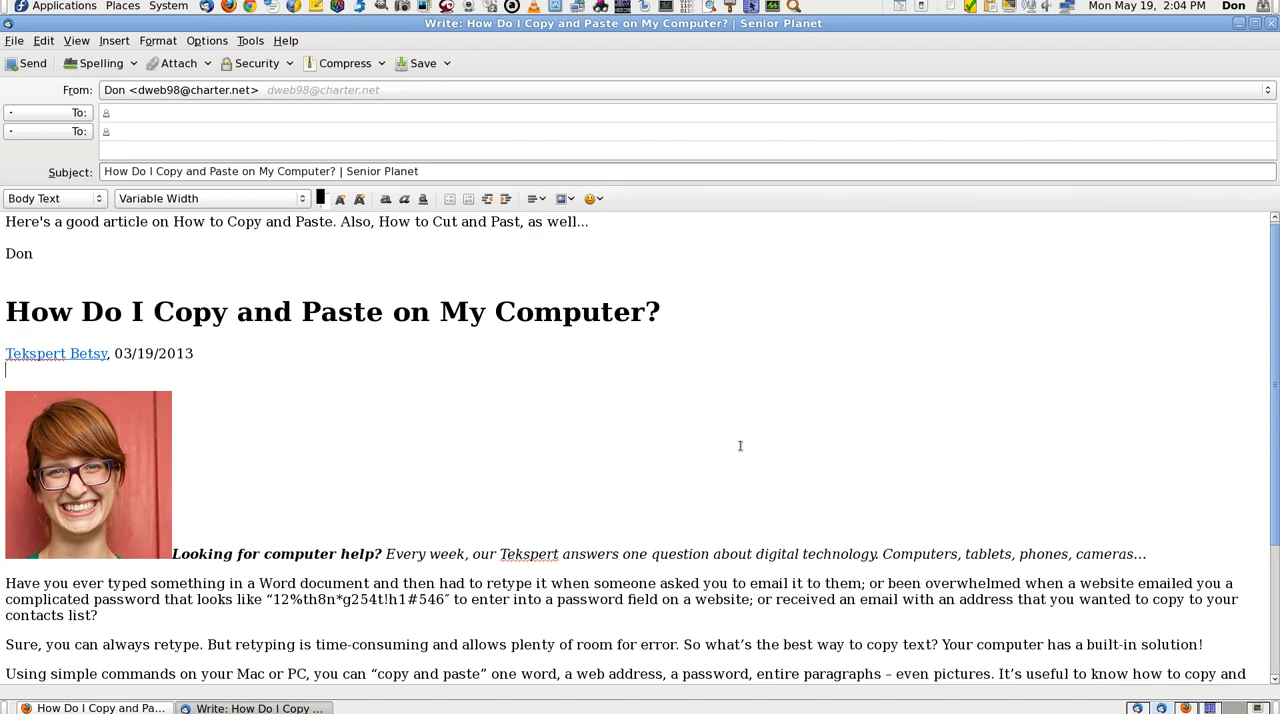 Applications Places System Mon May 19, 2:04 PM Don
Write: How Do I Copy and Paste on My Computer? | Senior Planet
File Edit View Insert Format Options Tools Help
Send Spelling Attach Security Compress Save
From: Don <dweb98@charter.net> dweb98@charter.net
To:
To:
Subject: How Do I Copy and Paste on My Computer? | Senior Planet
Body Text Variable Width
Here's a good article on How to Copy and Paste. Also, How to Cut and Past, as well...
Don
How Do I Copy and Paste on My Computer?
Tekspert Betsy, 03/19/2013
Looking for computer help? Every week, our Tekspert answers one question about digital technology. Computers, tablets, phones, cameras…
Have you ever typed something in a Word document and then had to retype it when someone asked you to email it to them; or been overwhelmed when a website emailed you a
complicated password that looks like “12%th8n*g254t!h1#546″ to enter into a password field on a website; or received an email with an address that you wanted to copy to your
contacts list?
Sure, you can always retype. But retyping is time-consuming and allows plenty of room for error. So what’s the best way to copy text? Your computer has a built-in solution!
Using simple commands on your Mac or PC, you can “copy and paste” one word, a web address, a password, entire paragraphs – even pictures. It’s useful to know how to copy and
How Do I Copy and Pa... Write: How Do I Copy ...